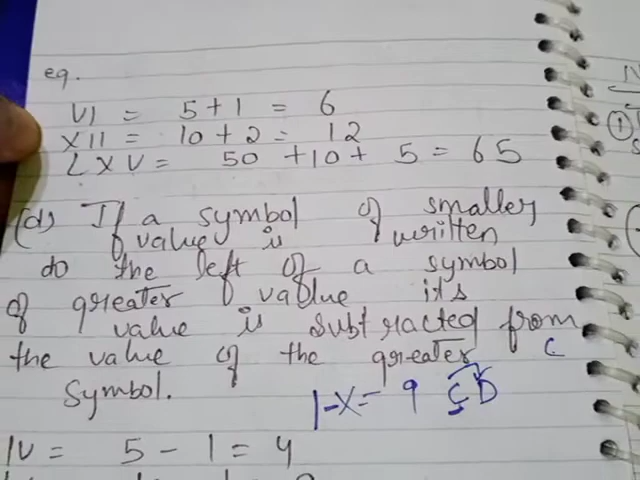 eg.
VI = 5 + 1 = 6
XII = 10 + 2 = 12
LXV = 50 + 10 + 5 = 65
(d) If a symbol of smaller
value is written
to the left of a symbol
of greater value its
value is subtracted from
the value of the greater
C
Symbol.
I-X = 9 CD
IV = 5 - 1 = 4